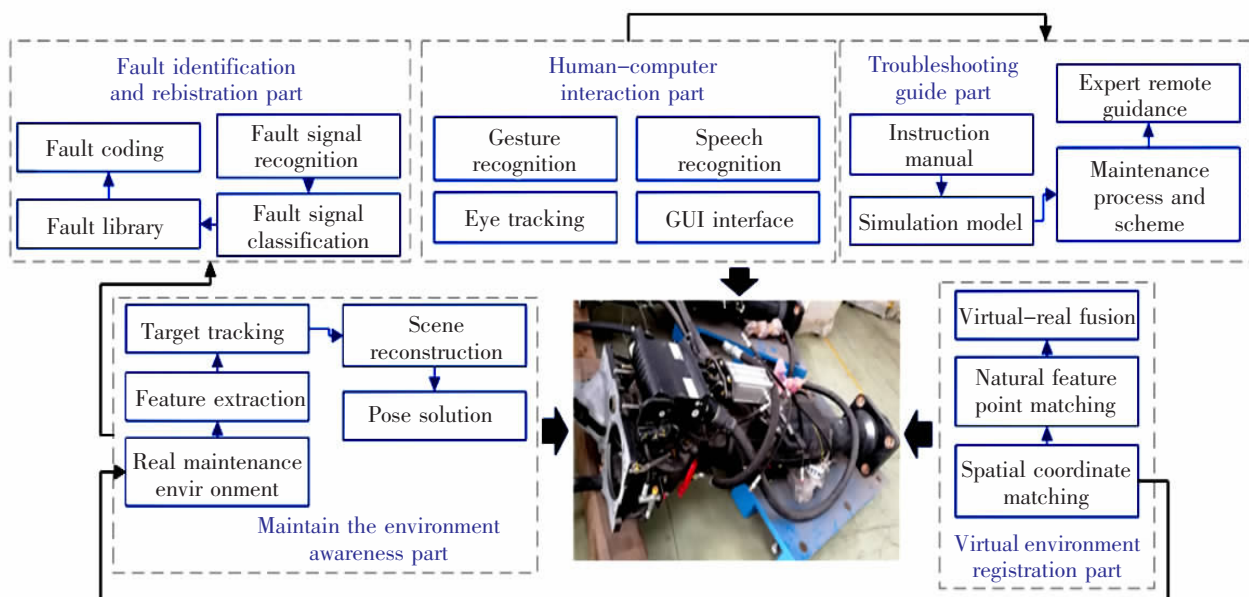 Fault identification
and rebistration part
Fault coding
Fault signal
recognition
Fault library
Fault signal
classification
Human-computer
interaction part
Gesture
recognition
Speech
recognition
Eye tracking
GUI interface
Troubleshooting
guide part
Expert remote
guidance
Instruction
manual
Maintenance
process and
scheme
Simulation model
Target tracking
Scene
reconstruction
Feature extraction
Pose solution
Real maintenance
envir onment
Maintain the environment
awareness part
Virtual-real fusion
Natural feature
point matching
Spatial coordinate
matching
Virtual environment
registration part